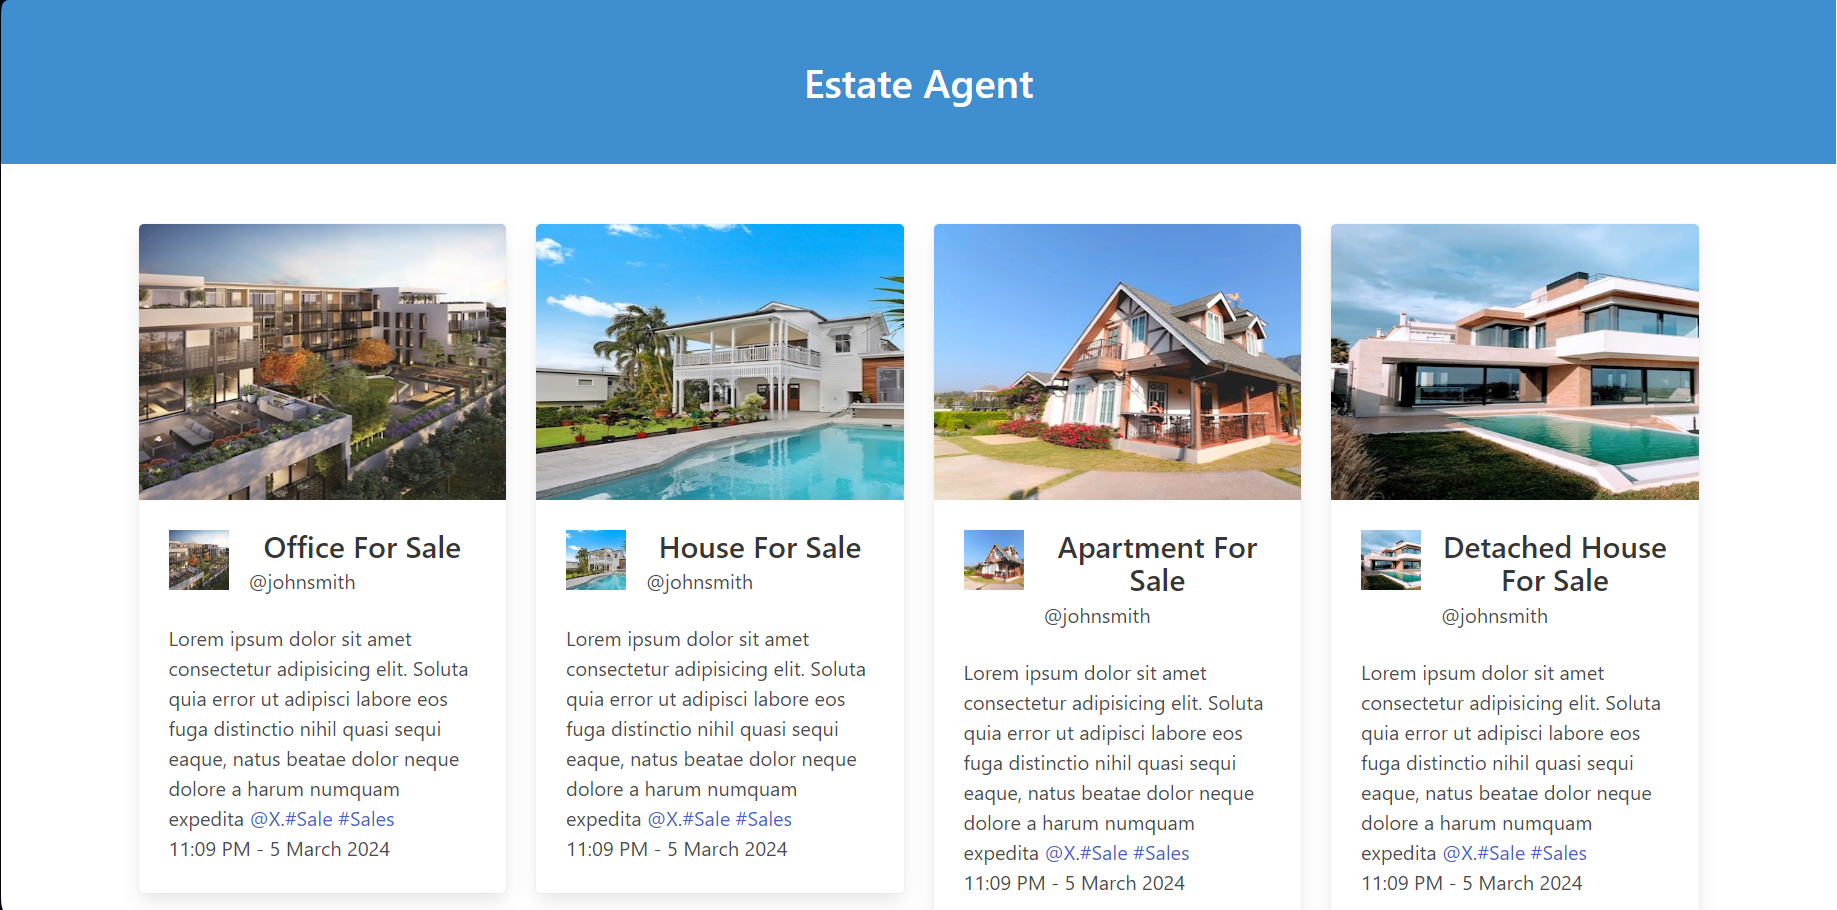 Estate Agent
Office For Sale
@johnsmith
Lorem ipsum dolor sit amet
consectetur adipisicing elit. Soluta
quia error ut adipisci labore eos
fuga distinctio nihil quasi sequi
eaque, natus beatae dolor neque
dolore a harum numquam
expedita @X.#Sale #Sales
11:09 PM - 5 March 2024
House For Sale
@johnsmith
Lorem ipsum dolor sit amet
consectetur adipisicing elit. Soluta
quia error ut adipisci labore eos
fuga distinctio nihil quasi sequi
eaque, natus beatae dolor neque
dolore a harum numquam
expedita @X.#Sale #Sales
11:09 PM - 5 March 2024
Apartment For
Sale
@johnsmith
Lorem ipsum dolor sit amet
consectetur adipisicing elit. Soluta
quia error ut adipisci labore eos
fuga distinctio nihil quasi sequi
eaque, natus beatae dolor neque
dolore a harum numquam
expedita @X.#Sale #Sales
11:09 PM - 5 March 2024
Detached House
For Sale
@johnsmith
Lorem ipsum dolor sit amet
consectetur adipisicing elit. Soluta
quia error ut adipisci labore eos
fuga distinctio nihil quasi sequi
eaque, natus beatae dolor neque
dolore a harum numquam
expedita @X.#Sale #Sales
11:09 PM - 5 March 2024